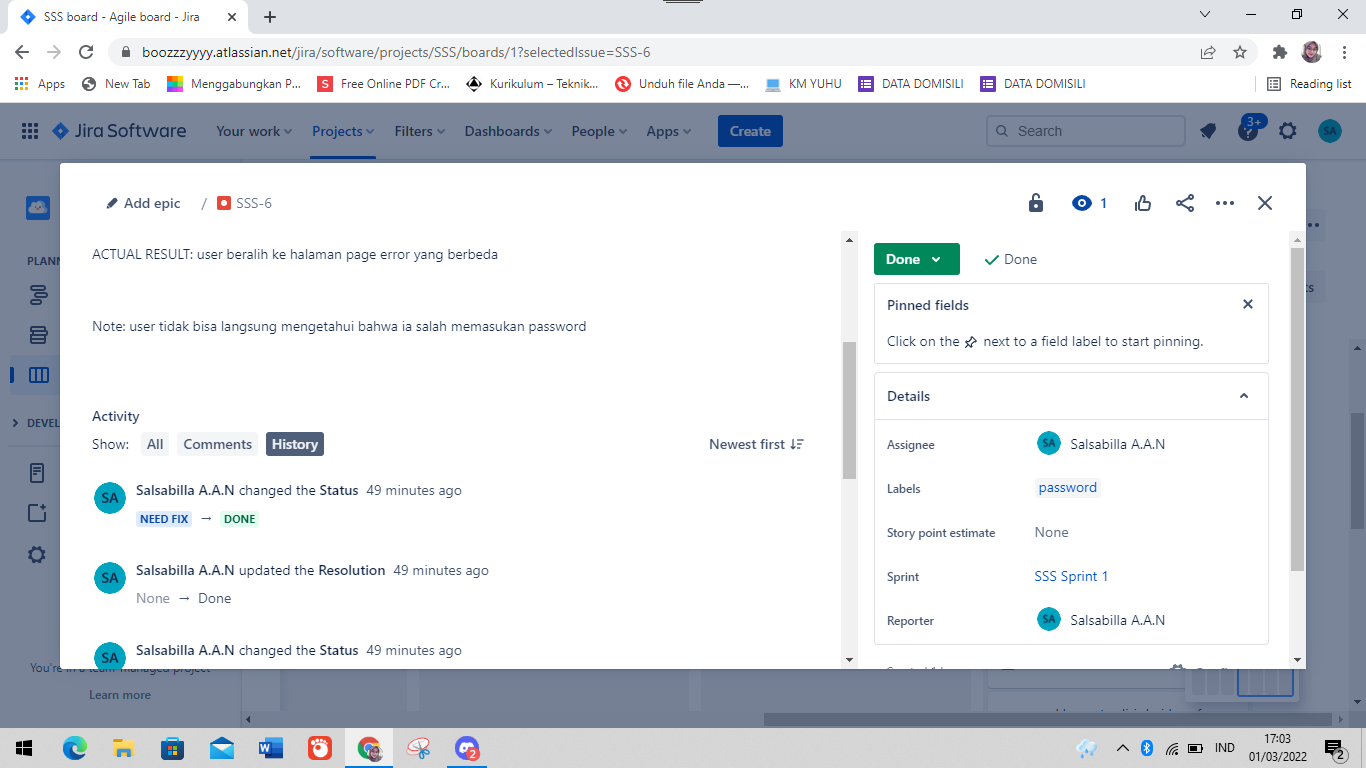 SSS board - Agile board - Jira
boozzzyyyy.atlassian.net/jira/software/projects/SSS/boards/1?selectedIssue=SSS-6
Apps New Tab Menggabungkan P... Free Online PDF Cr... Kurikulum – Teknik... Unduh file Anda —... KM YUHU DATA DOMISILI DATA DOMISILI Reading list
Jira Software Your work Projects Filters Dashboards People Apps Create Search 3+ SA
Add epic / SSS-6 1
PLANN
DEVEL
ACTUAL RESULT: user beralih ke halaman page error yang berbeda
Note: user tidak bisa langsung mengetahui bahwa ia salah memasukan password
Activity
Show: All Comments History Newest first
SA Salsabilla A.A.N changed the Status 49 minutes ago
NEED FIX → DONE
SA Salsabilla A.A.N updated the Resolution 49 minutes ago
None → Done
SA Salsabilla A.A.N changed the Status 49 minutes ago
Done Done
Pinned fields
Click on the next to a field label to start pinning.
Details
Assignee SA Salsabilla A.A.N
Labels password
Story point estimate None
Sprint SSS Sprint 1
Reporter SA Salsabilla A.A.N
You're in a team-managed project
Learn more
2
IND
17:03
01/03/2022
2